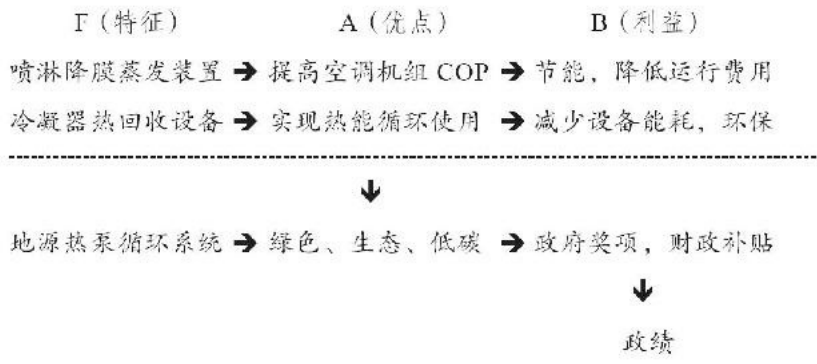 F（特征） A（优点） B（利益）
喷淋降膜蒸发装置 → 提高空调机组 COP → 节能，降低运行费用
冷凝器热回收设备 → 实现热能循环使用 → 减少设备能耗，环保
↓
地源热泵循环系统 → 绿色、生态、低碳 → 政府奖项，财政补贴
↓
政绩